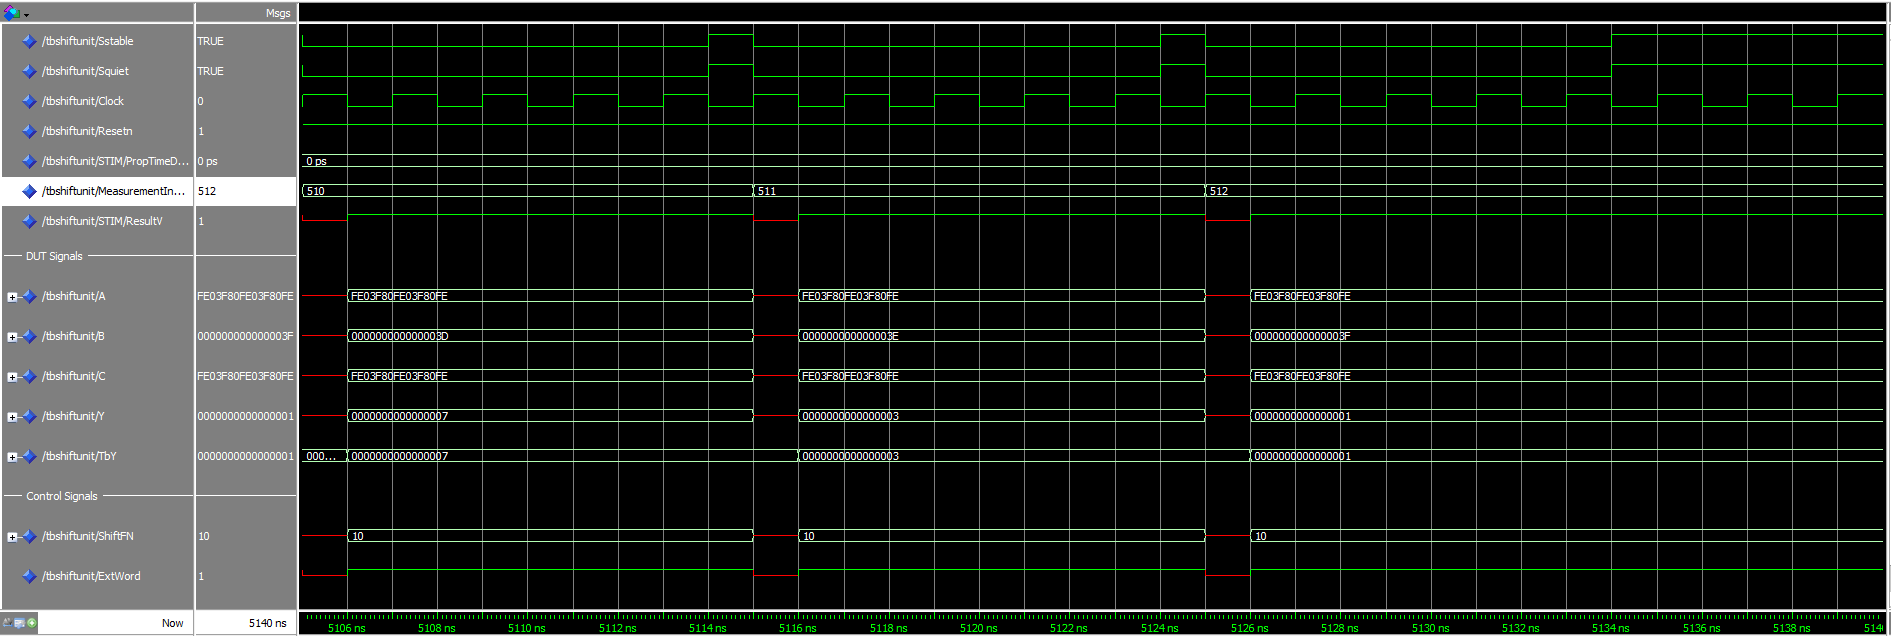 Msgs
/tbshiftunit/Sstable TRUE
/tbshiftunit/Squiet TRUE
/tbshiftunit/Clock 0
/tbshiftunit/Resetn 1
/tbshiftunit/STIM/PropTimeD... 0 ps 0 ps
/tbshiftunit/MeasurementIn... 512 510 511 512
/tbshiftunit/STIM/ResultV 1
DUT Signals
/tbshiftunit/A FE03F80FE03F80FE FE03F80FE03F80FE FE03F80FE03F80FE FE03F80FE03F80FE
/tbshiftunit/B 000000000000003F 000000000000003D 000000000000003E 000000000000003F
/tbshiftunit/C FE03F80FE03F80FE FE03F80FE03F80FE FE03F80FE03F80FE FE03F80FE03F80FE
/tbshiftunit/Y 0000000000000001 0000000000000007 0000000000000003 0000000000000001
/tbshiftunit/TbY 0000000000000001 000... 0000000000000007 0000000000000003 0000000000000001
Control Signals
/tbshiftunit/ShiftFN 10 10 10 10
/tbshiftunit/ExtWord 1
Now 5140 ns 5106 ns 5108 ns 5110 ns 5112 ns 5114 ns 5116 ns 5118 ns 5120 ns 5122 ns 5124 ns 5126 ns 5128 ns 5130 ns 5132 ns 5134 ns 5136 ns 5138 ns